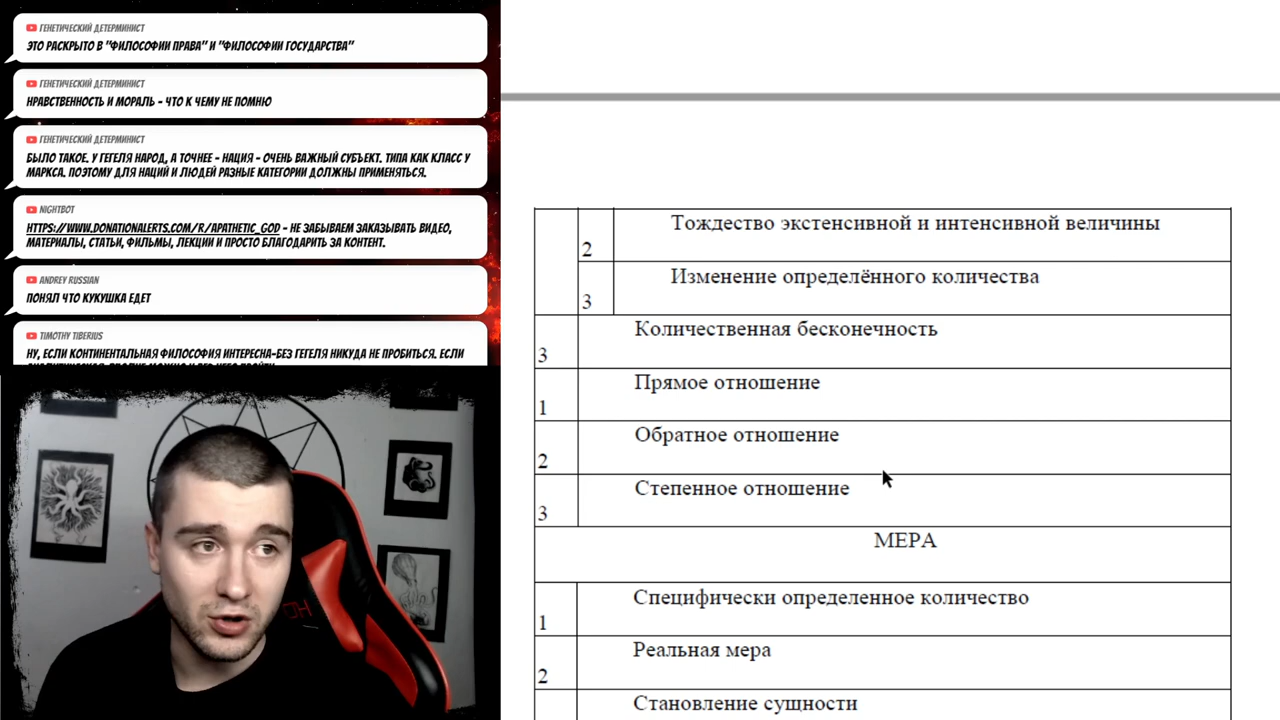 ГЕНЕТИЧЕСКИЙ ДЕТЕРМИНИСТ
ЭТО РАСКРЫТО В "ФИЛОСОФИИ ПРАВА" И "ФИЛОСОФИИ ГОСУДАРСТВА"
ГЕНЕТИЧЕСКИЙ ДЕТЕРМИНИСТ
НРАВСТВЕННОСТЬ И МОРАЛЬ - ЧТО К ЧЕМУ НЕ ПОМНЮ
ГЕНЕТИЧЕСКИЙ ДЕТЕРМИНИСТ
БЫЛО ТАКОЕ. У ГЕГЕЛЯ НАРОД, А ТОЧНЕЕ - НАЦИЯ - ОЧЕНЬ ВАЖНЫЙ СУБЪЕКТ. ТИПА КАК КЛАСС У
МАРКСА. ПОЭТОМУ ДЛЯ НАЦИЙ И ЛЮДЕЙ РАЗНЫЕ КАТЕГОРИИ ДОЛЖНЫ ПРИМЕНЯТЬСЯ.
NIGHTBOT
HTTPS://WWW.DONATIONALERTS.COM/R/APATHETIC_GOD - НЕ ЗАБЫВАЕМ ЗАКАЗЫВАТЬ ВИДЕО,
МАТЕРИАЛЫ, СТАТЬИ, ФИЛЬМЫ, ЛЕКЦИИ И ПРОСТО БЛАГОДАРИТЬ ЗА КОНТЕНТ.
ANDREY RUSSIAN
ПОНЯЛ ЧТО КУКУШКА ЕДЕТ
TIMOTHY TIBERIUS
НУ, ЕСЛИ КОНТИНЕНТАЛЬНАЯ ФИЛОСОФИЯ ИНТЕРЕСНА-БЕЗ ГЕГЕЛЯ НИКУДА НЕ ПРОБИТЬСЯ. ЕСЛИ
2 Тождество экстенсивной и интенсивной величины
3 Изменение определённого количества
3 Количественная бесконечность
1 Прямое отношение
2 Обратное отношение
3 Степенное отношение
МЕРА
1 Специфически определенное количество
2 Реальная мера
Становление сущности